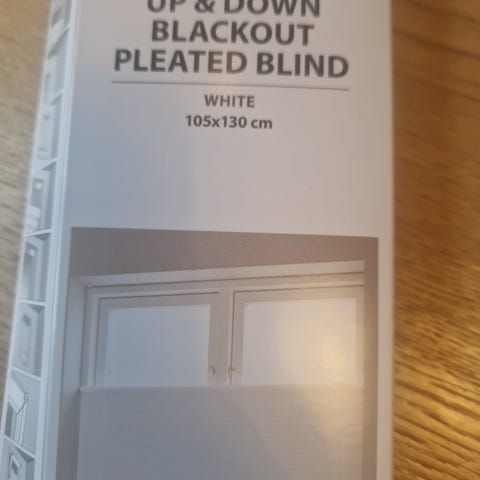 UP & DOWN
BLACKOUT
PLEATED BLIND
WHITE
105x130 cm